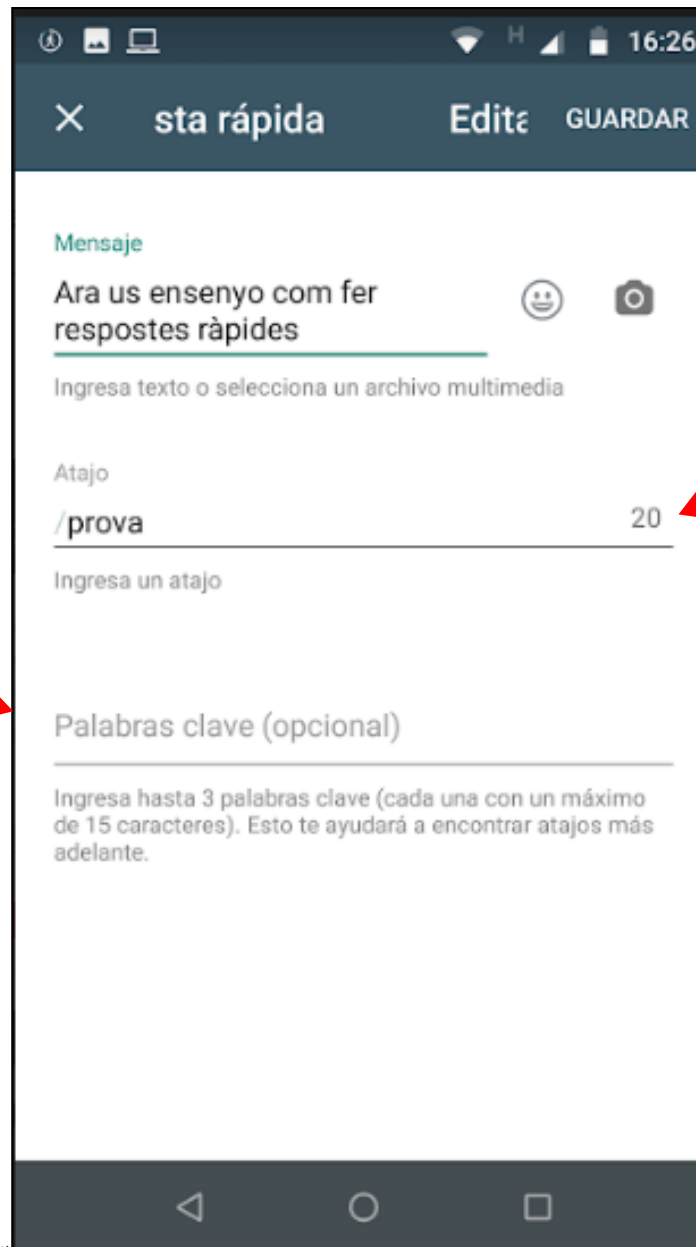 H 16:26
sta rápida Edita GUARDAR
Mensaje
Ara us ensenyo com fer
respostes ràpides
Ingresa texto o selecciona un archivo multimedia
Atajo
/prova 20
Ingresa un atajo
Palabras clave (opcional)
Ingresa hasta 3 palabras clave (cada una con un máximo
de 15 caracteres). Esto te ayudará a encontrar atajos más
adelante.